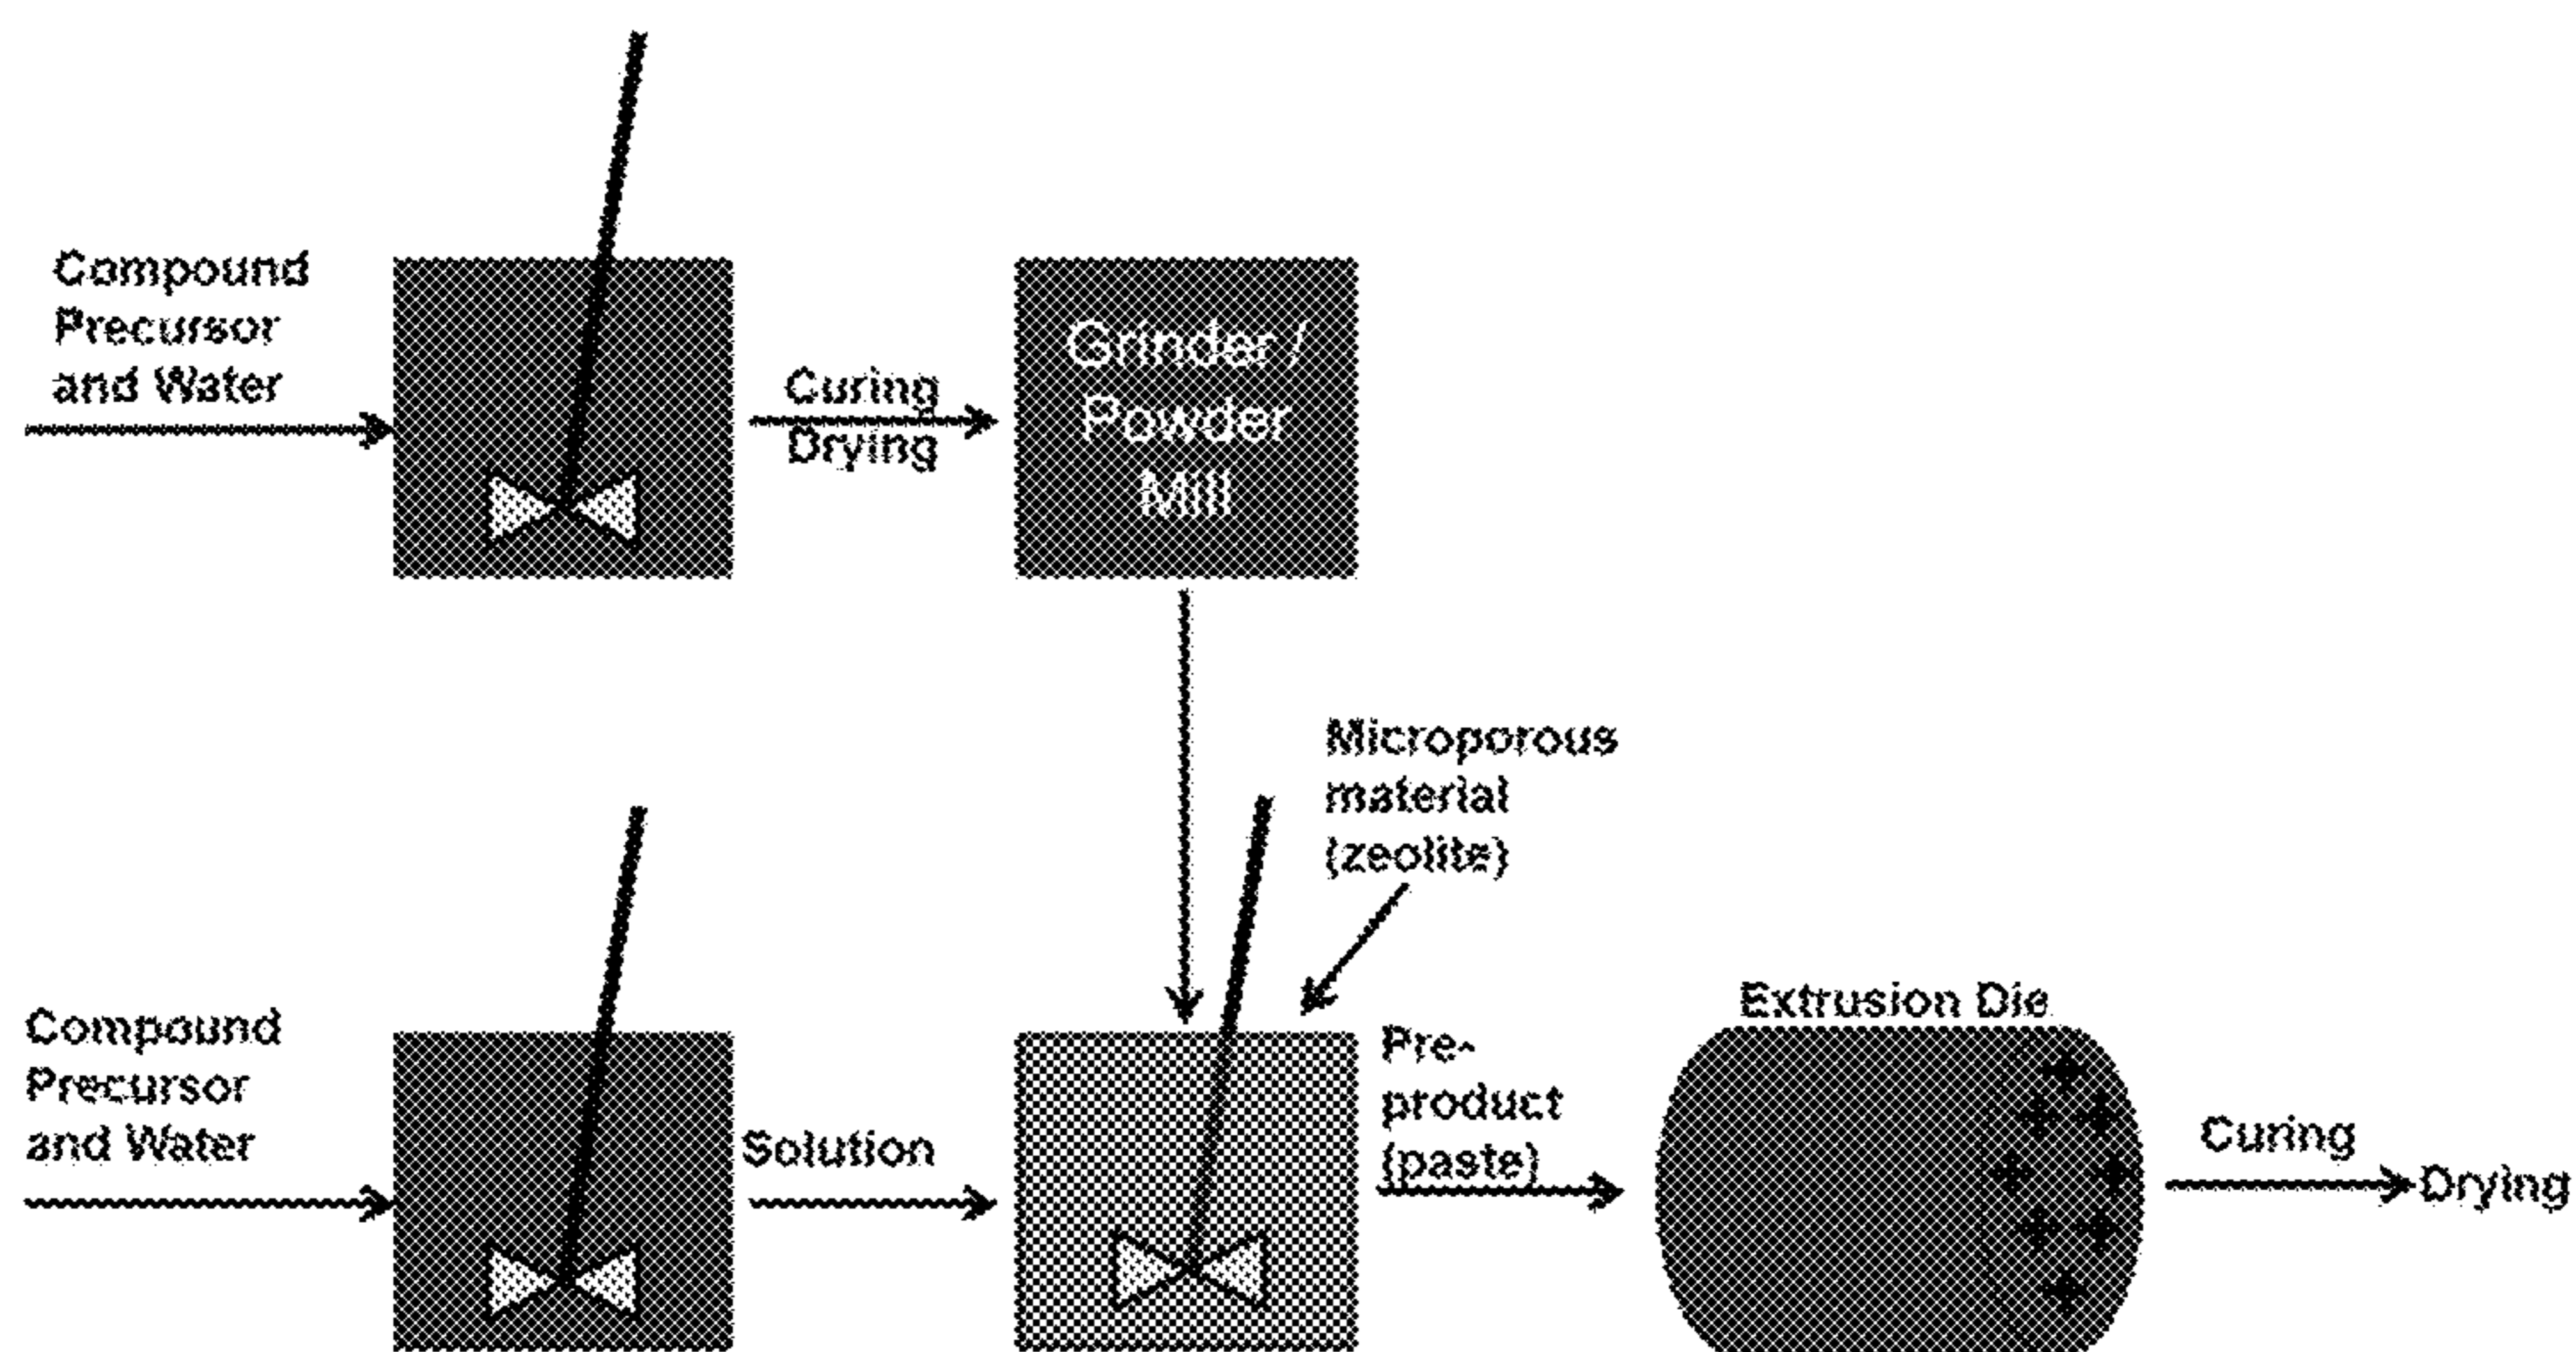 Compound
Precursor
and Water
Curing
Drying
Grinder /
Powder
Mill
Microporous
material
(zeolite)
Compound
Precursor
and Water
Solution
Pre-
product
(paste)
Extrusion Die
Curing
Drying